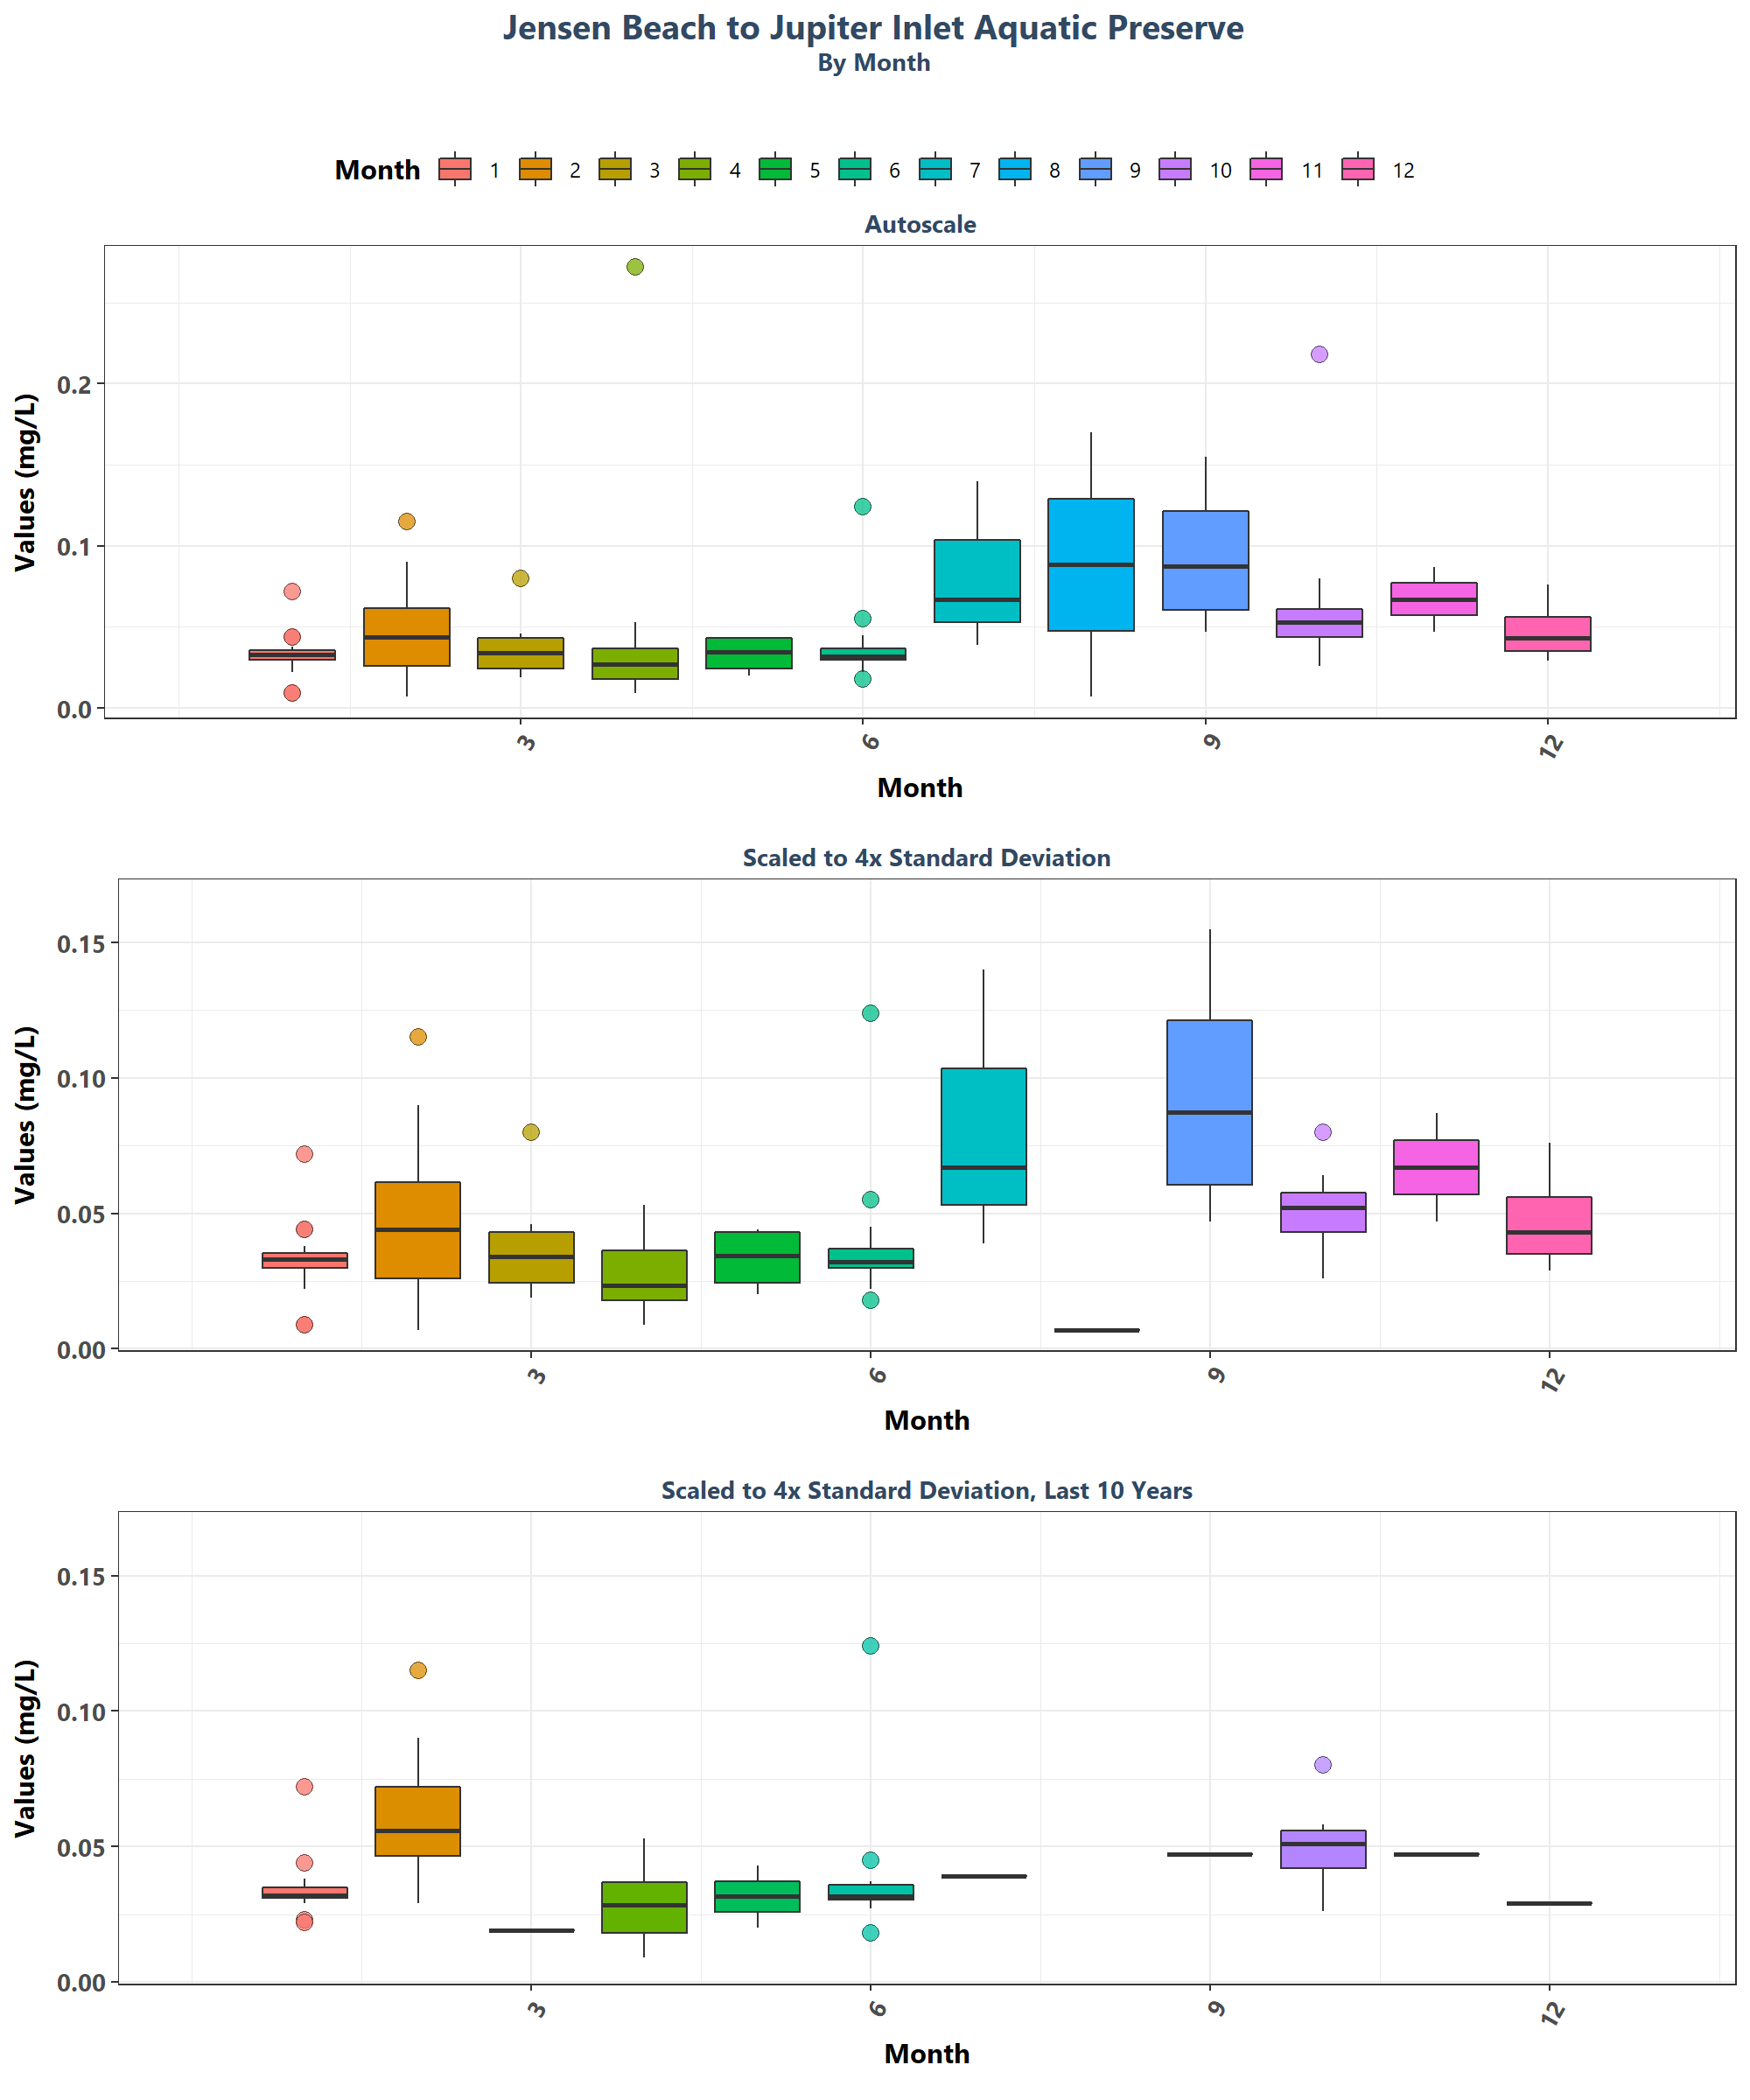 Jensen Beach to Jupiter Inlet Aquatic Preserve
By Month
Month 1 2 3 4 5 6 7 8 9 10 11 12
Autoscale
Values (mg/L)
0.2
0.1
0.0
3 6 9 12
Month
Scaled to 4x Standard Deviation
Values (mg/L)
0.15
0.10
0.05
0.00
3 6 9 12
Month
Scaled to 4x Standard Deviation, Last 10 Years
Values (mg/L)
0.15
0.10
0.05
0.00
3 6 9 12
Month